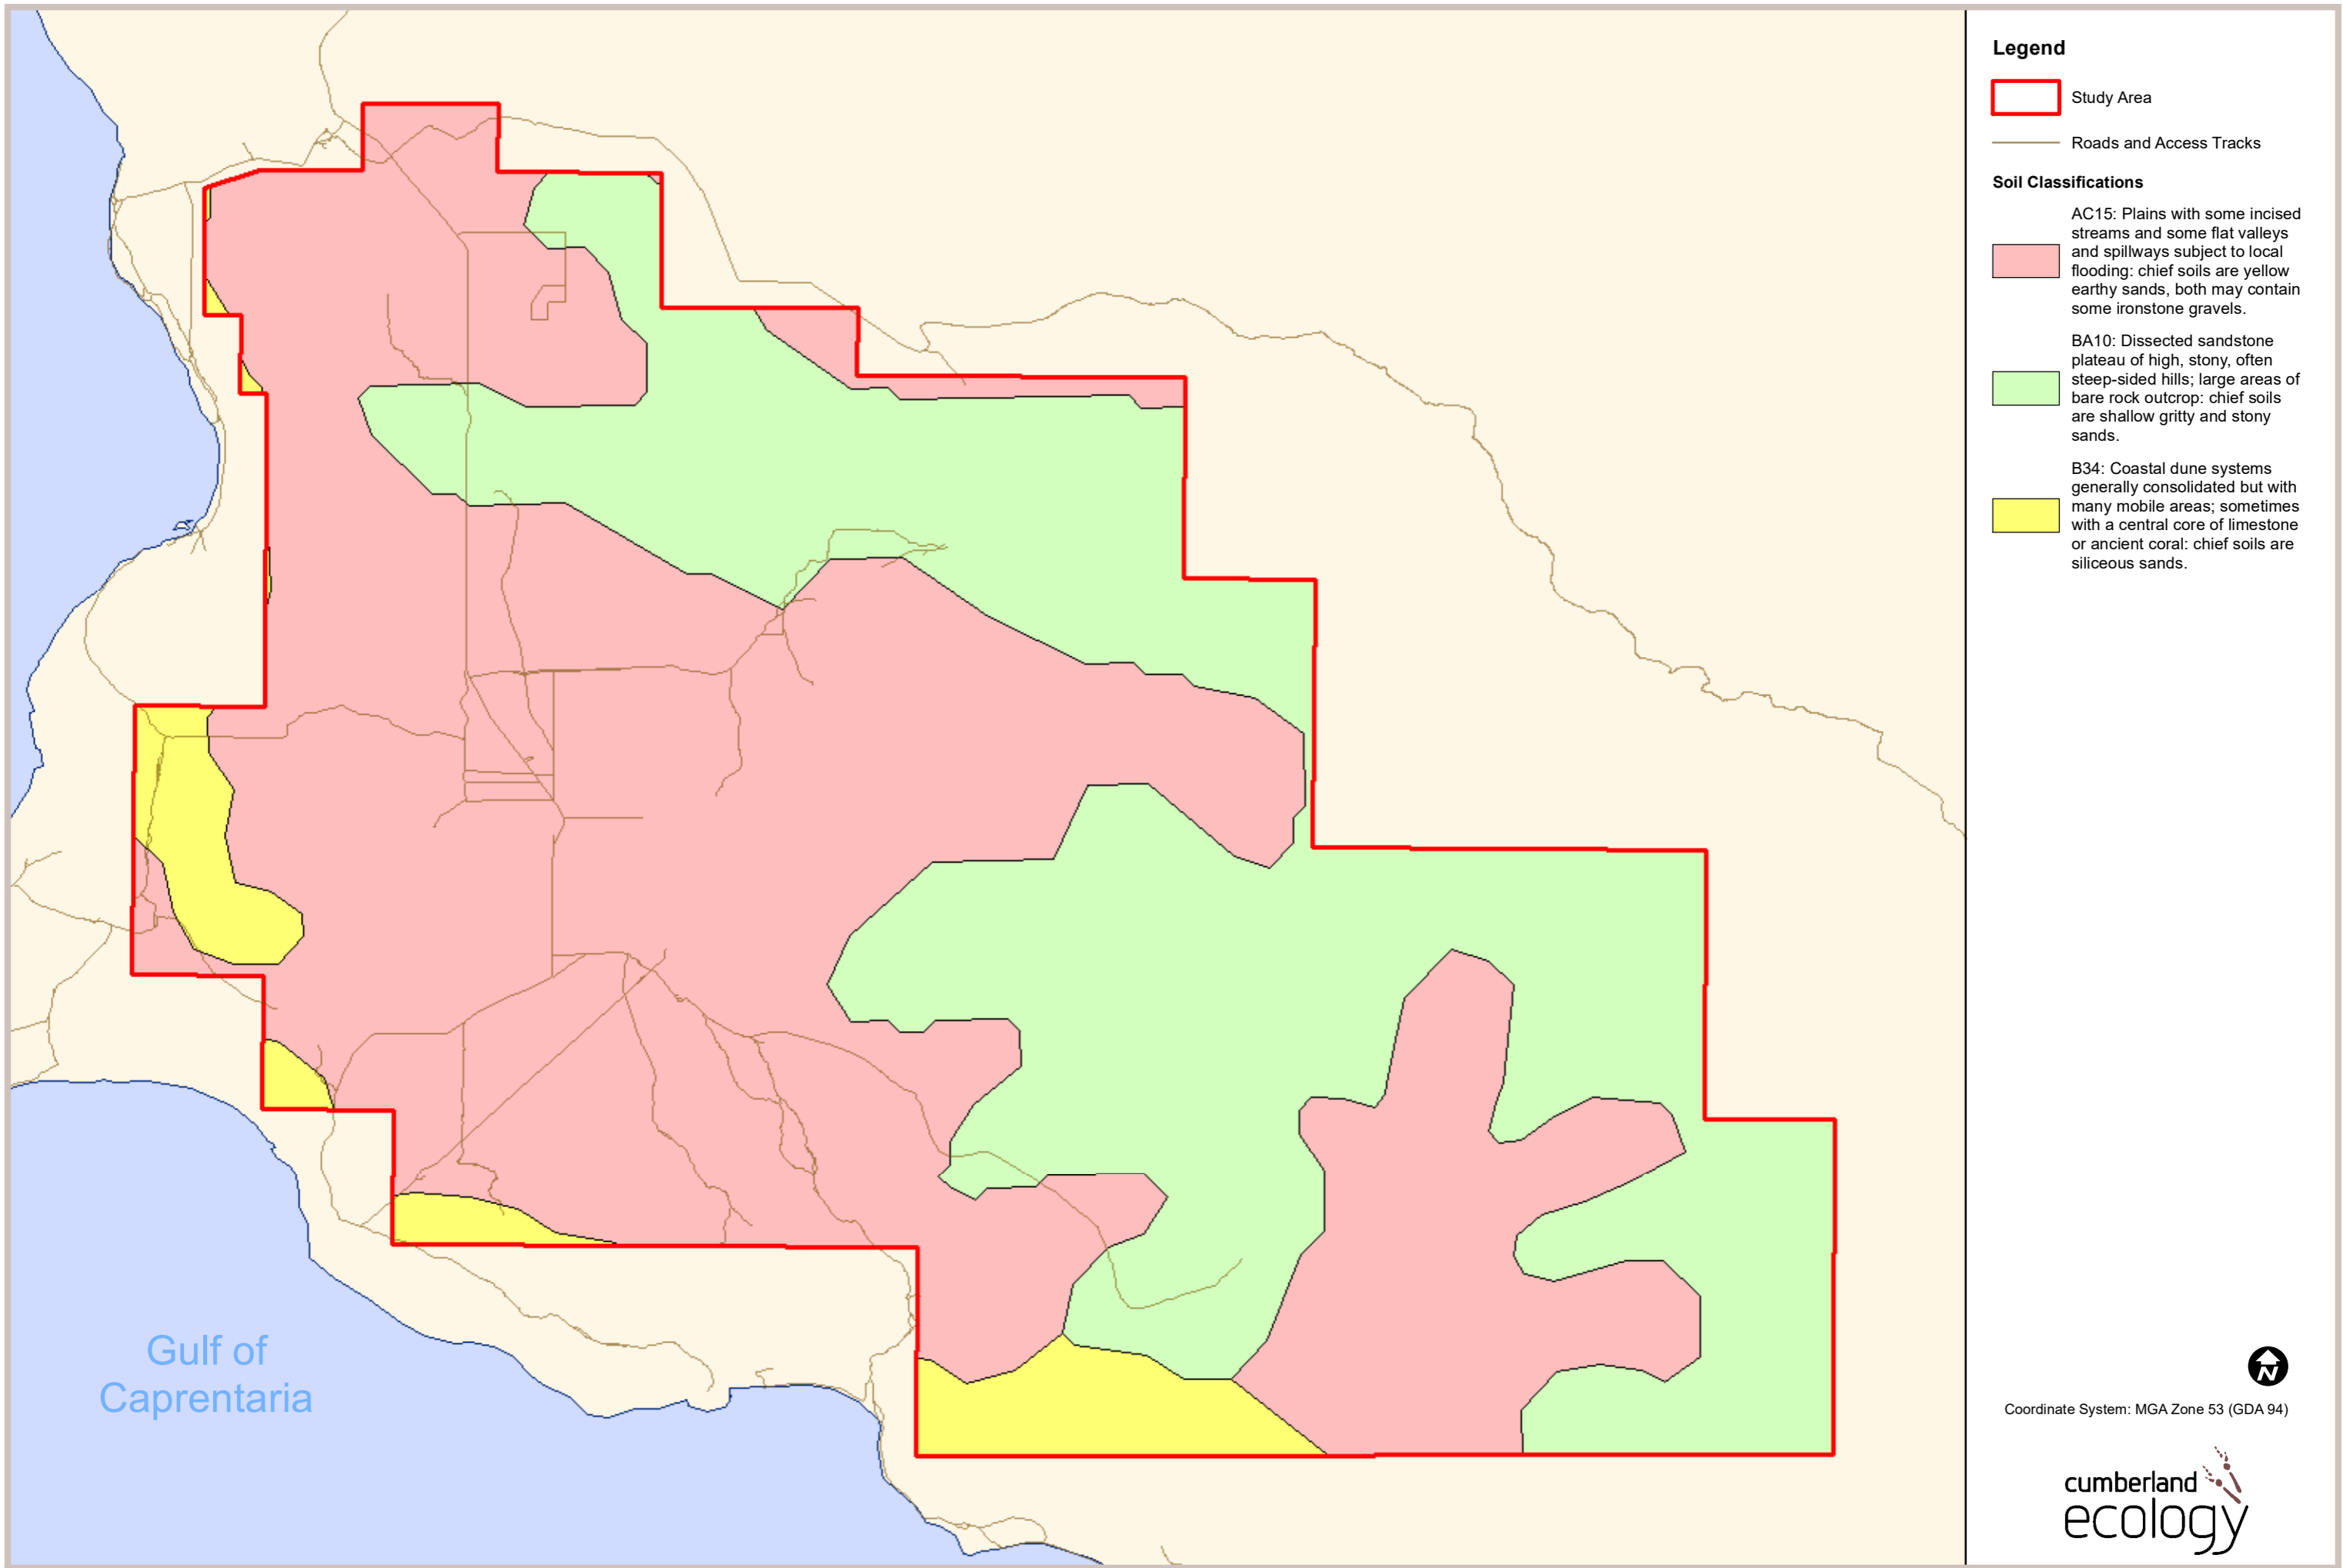 Legend
Study Area
Roads and Access Tracks
Soil Classifications
AC15: Plains with some incised
streams and some flat valleys
and spillways subject to local
flooding: chief soils are yellow
earthy sands, both may contain
some ironstone gravels.
BA10: Dissected sandstone
plateau of high, stony, often
steep-sided hills; large areas of
bare rock outcrop: chief soils
are shallow gritty and stony
sands.
B34: Coastal dune systems
generally consolidated but with
many mobile areas; sometimes
with a central core of limestone
or ancient coral: chief soils are
siliceous sands.
Gulf of
Caprentaria
N
Coordinate System: MGA Zone 53 (GDA 94)
cumberland
ecology